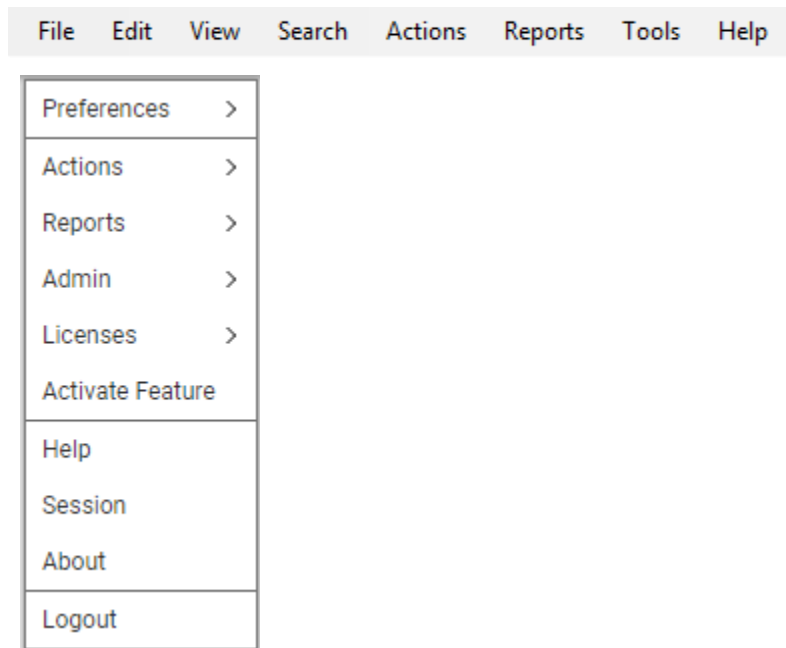 File Edit View Search Actions Reports Tools Help
Preferences >
Actions >
Reports >
Admin >
Licenses >
Activate Feature
Help
Session
About
Logout